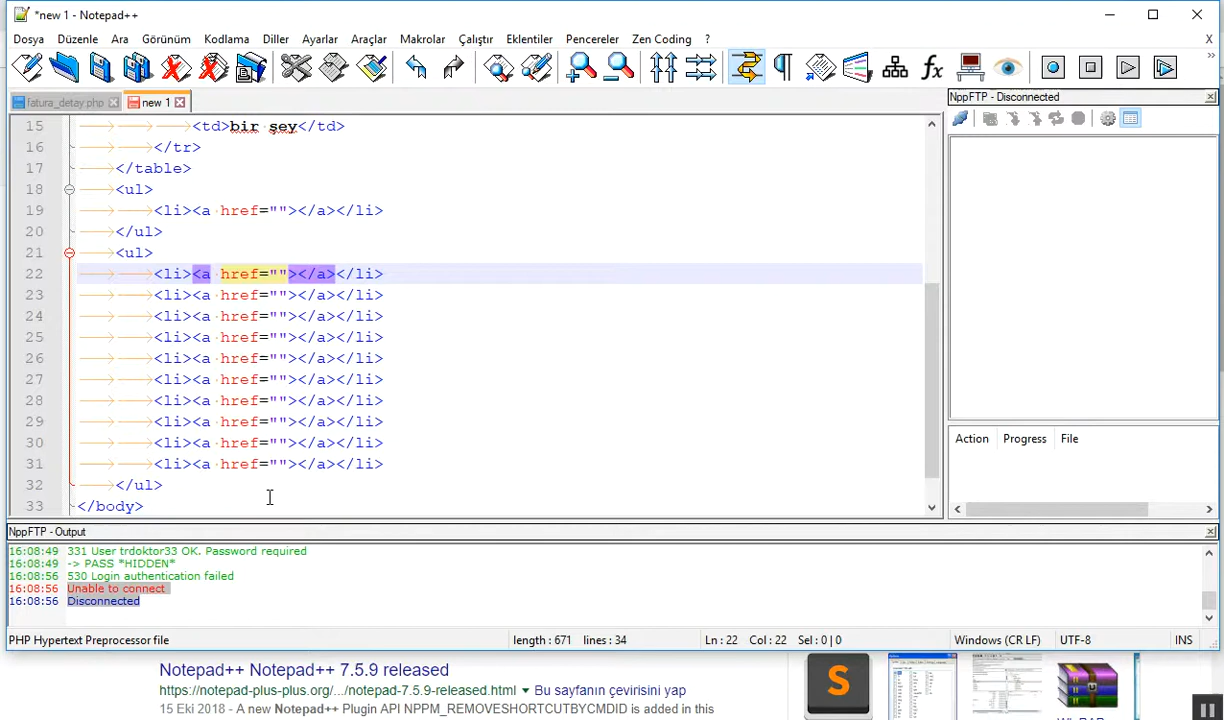 *new 1 - Notepad++
Dosya Düzenle Ara Görünüm Kodlama Diller Ayarlar Araçlar Makrolar Çalıştır Eklentiler Pencereler Zen Coding ? X
fatura_detay.php new 1
NppFTP - Disconnected
15 <td>bir şey</td>
16 </tr>
17 </table>
18 <ul>
19 <li><a href=""></a></li>
20 </ul>
21 <ul>
22 <li><a href=""></a></li>
23 <li><a href=""></a></li>
24 <li><a href=""></a></li>
25 <li><a href=""></a></li>
26 <li><a href=""></a></li>
27 <li><a href=""></a></li>
28 <li><a href=""></a></li>
29 <li><a href=""></a></li>
30 <li><a href=""></a></li>
31 <li><a href=""></a></li>
32 </ul>
33 </body>
Action Progress File
NppFTP - Output
16:08:49 331 User trdoktor33 OK. Password required
16:08:49 -> PASS *HIDDEN*
16:08:56 530 Login authentication failed
16:08:56 Unable to connect
16:08:56 Disconnected
PHP Hypertext Preprocessor file length : 671 lines : 34 Ln : 22 Col : 22 Sel : 0 | 0 Windows (CR LF) UTF-8 INS
Notepad++ Notepad++ 7.5.9 released
https://notepad-plus-plus.org/.../notepad-7.5.9-released.html ▼ Bu sayfanın çevirisini yap
A new Notepad++ Plugin API NPPM_REMOVESHORTCUTBYCMDID is added in this